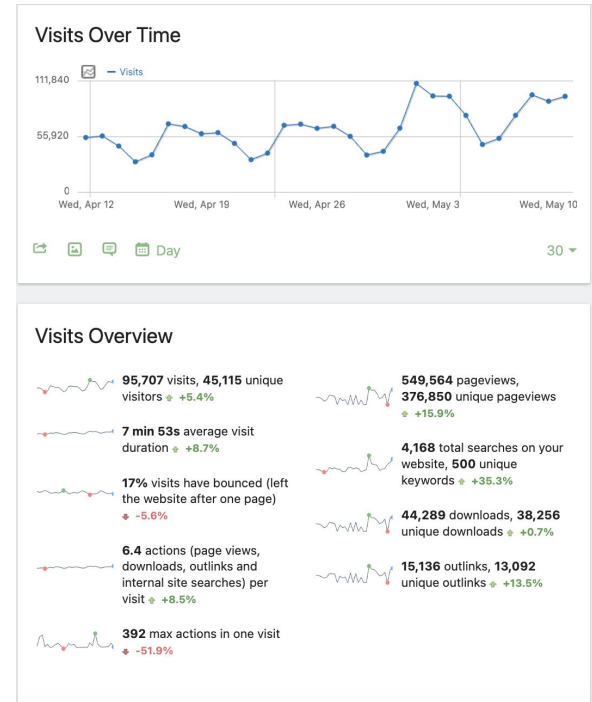 Visits Over Time
Visits
111,840
55,920
0
Wed, Apr 12
Wed, Apr 19
Wed, Apr 26
Wed, May 3
Wed, May 10
Day
30
Visits Overview
95,707 visits, 45,115 unique
visitors +5.4%
7 min 53s average visit
duration +8.7%
17% visits have bounced (left
the website after one page)
-5.6%
6.4 actions (page views,
downloads, outlinks and
internal site searches) per
visit +8.5%
392 max actions in one visit
-51.9%
549,564 pageviews,
376,850 unique pageviews
+15.9%
4,168 total searches on your
website, 500 unique
keywords +35.3%
44,289 downloads, 38,256
unique downloads +0.7%
15,136 outlinks, 13,092
unique outlinks +13.5%